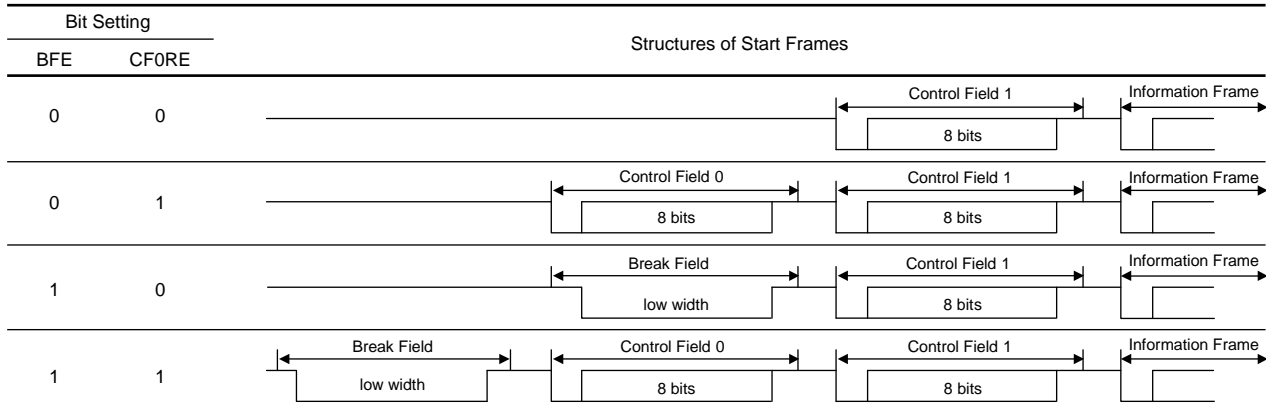 Bit Setting
Structures of Start Frames
BFE CF0RE
Control Field 1 Information Frame
0 0
8 bits
Control Field 0 Control Field 1 Information Frame
0 1
8 bits 8 bits
Break Field Control Field 1 Information Frame
1 0
low width 8 bits
Break Field Control Field 0 Control Field 1 Information Frame
1 1
low width 8 bits 8 bits